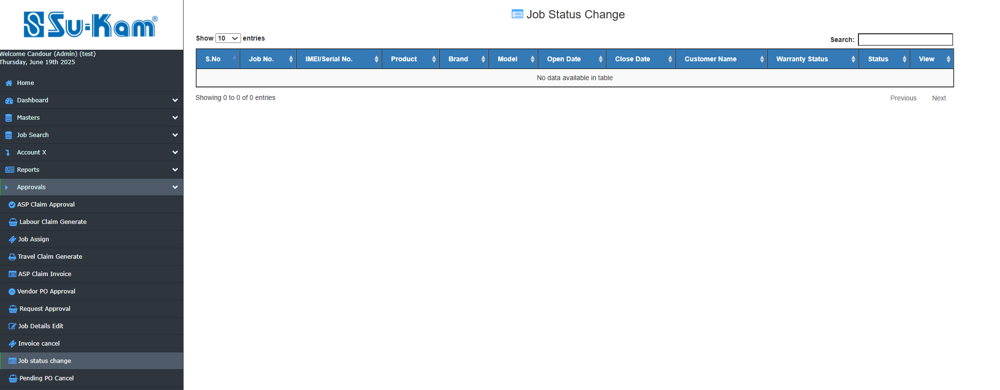 Su-Kam®
Welcome Candour (Admin) (test)
Thursday, June 19th 2025
Home
Dashboard
Masters
Job Search
Account X
Reports
Approvals
ASP Claim Approval
Labour Claim Generate
Job Assign
Travel Claim Generate
ASP Claim Invoice
Vendor PO Approval
Request Approval
Job Details Edit
Invoice cancel
Job status change
Pending PO Cancel
Job Status Change
Show 10 entries
Search:
S.No Job No. IMEI/Serial No. Product Brand Model Open Date Close Date Customer Name Warranty Status Status View
No data available in table
Showing 0 to 0 of 0 entries
Previous Next